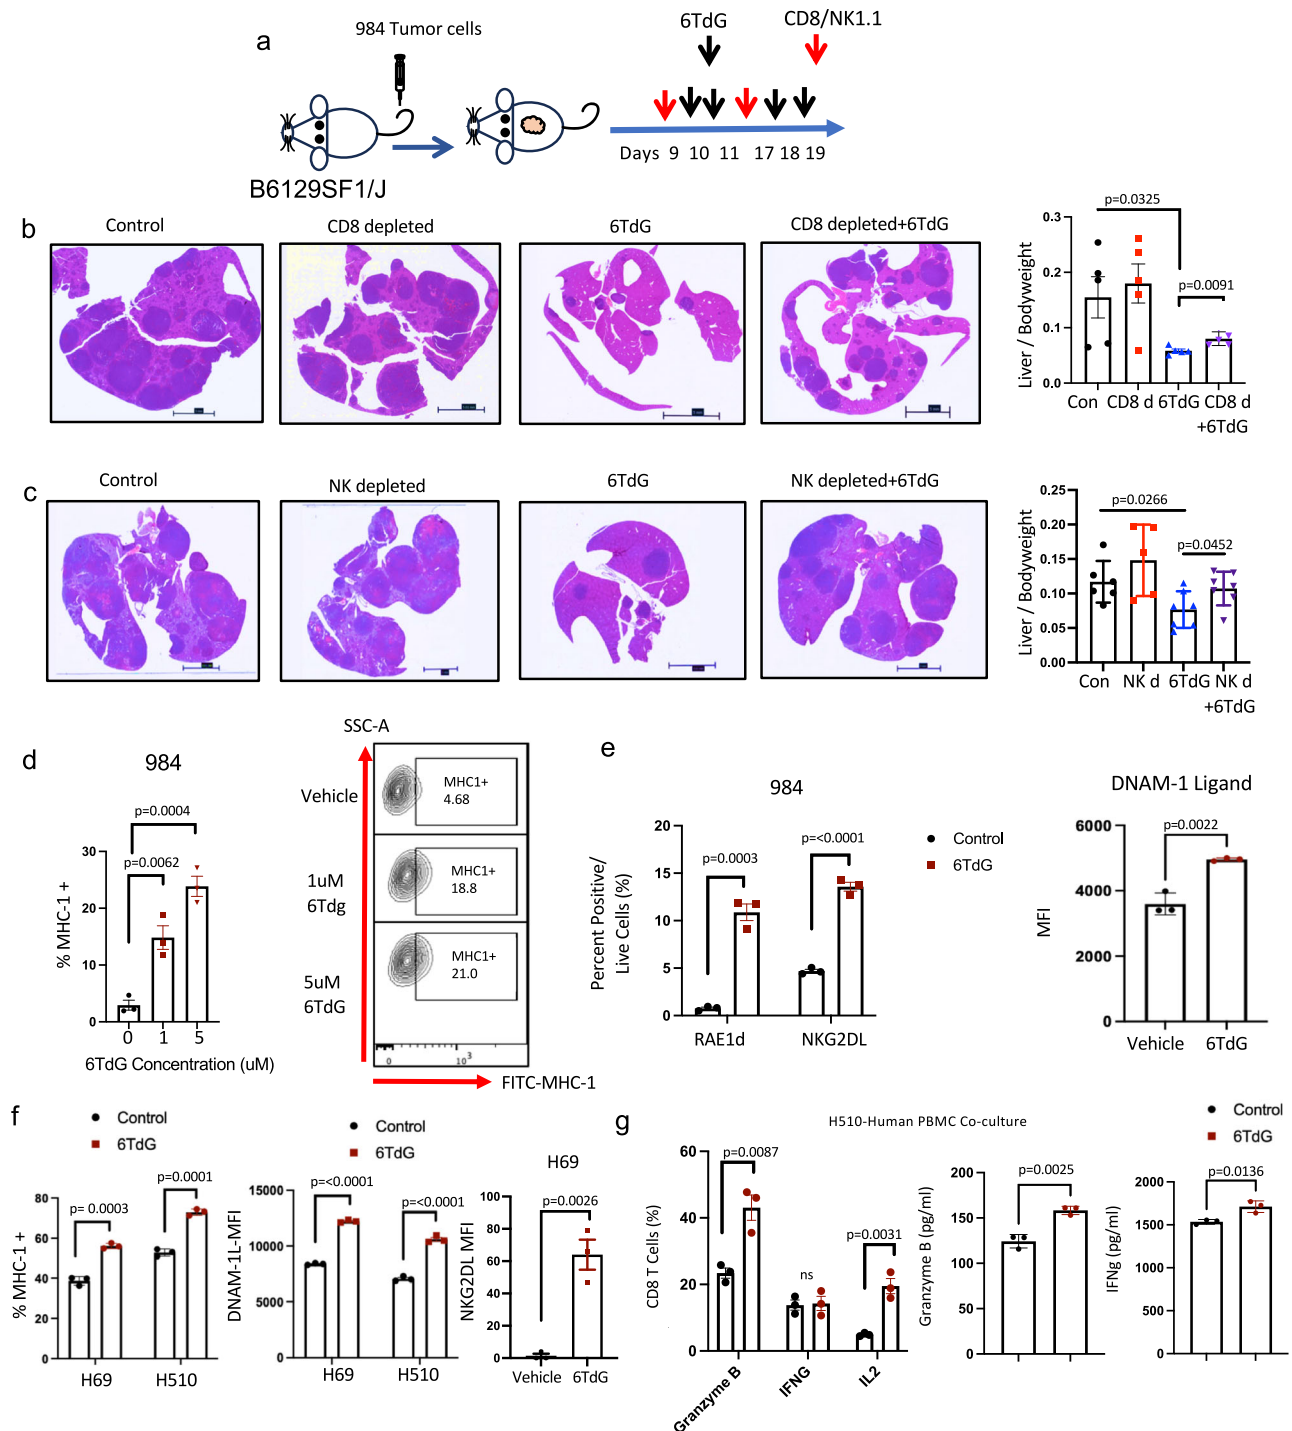 a
984 Tumor cells
6TdG
CD8/NK1.1
Days 9 10 11 17 18 19
B6129SF1/J
b
Control
CD8 depleted
6TdG
CD8 depleted+6TdG
Liver / Bodyweight
0.3
0.2
0.1
0.0
p=0.0325
p=0.0091
Con CD8 d 6TdG CD8 d
+6TdG
c
Control
NK depleted
6TdG
NK depleted+6TdG
Liver / Bodyweight
0.25
0.20
0.15
0.10
0.05
0.00
p=0.0266
p=0.0452
Con NK d 6TdG NK d
+6TdG
d
984
% MHC-1 +
30
20
10
0
p=0.0004
p=0.0062
0 1 5
6TdG Concentration (uM)
SSC-A
Vehicle
MHC1+
4.68
1uM
6Tdg
MHC1+
18.8
5uM
6TdG
MHC1+
21.0
0 10³
FITC-MHC-1
e
984
Percent Positive/
Live Cells (%)
20
15
10
5
0
p=0.0003
p=<0.0001
RAE1d NKG2DL
Control
6TdG
DNAM-1 Ligand
MFI
6000
4000
2000
0
p=0.0022
Vehicle 6TdG
f
Control
6TdG
% MHC-1 +
80
60
40
20
0
p= 0.0003
p=0.0001
H69 H510
Control
6TdG
DNAM-1L-MFI
15000
10000
5000
0
p=<0.0001
p=<0.0001
H69 H510
H69
NKG2DL MFI
100
80
60
40
20
0
p=0.0026
Vehicle 6TdG
g
H510-Human PBMC Co-culture
Control
6TdG
CD8 T Cells (%)
60
40
20
0
p=0.0087
ns
p=0.0031
Granzyme B
IFNG
IL2
Granzyme B (pg/ml)
200
150
100
50
0
p=0.0025
IFNg (pg/ml)
2000
1500
1000
500
0
p=0.0136